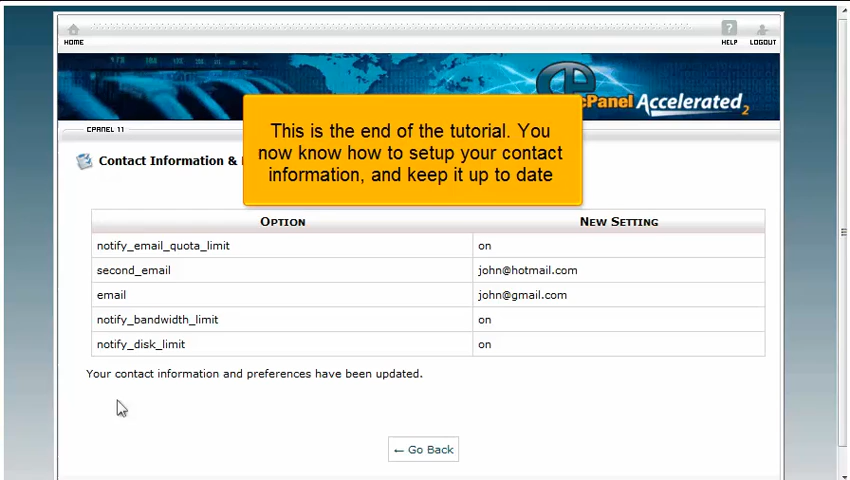 HOME
HELP
LOGOUT
cPanel Accelerated2
CPANEL 11
This is the end of the tutorial. You
now know how to setup your contact
information, and keep it up to date
Contact Information &
OPTION NEW SETTING
notify_email_quota_limit on
second_email john@hotmail.com
email john@gmail.com
notify_bandwidth_limit on
notify_disk_limit on
Your contact information and preferences have been updated.
← Go Back